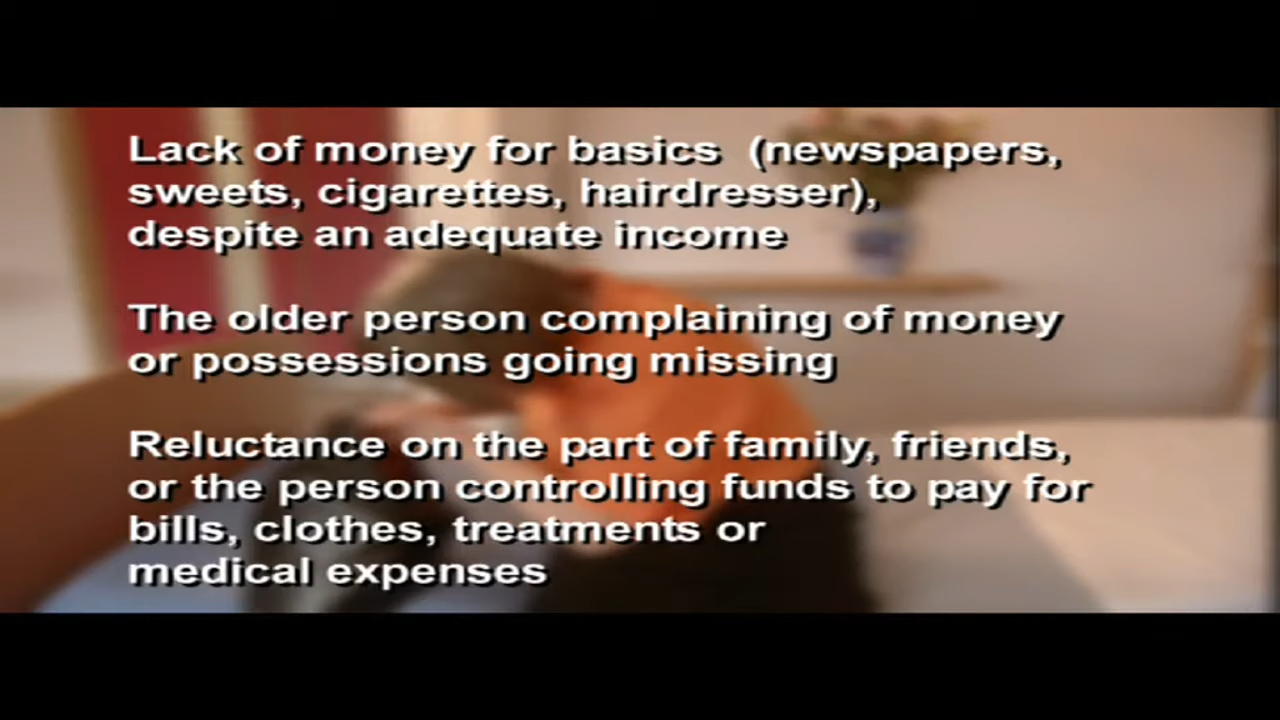 Lack of money for basics (newspapers,
sweets, cigarettes, hairdresser),
despite an adequate income
The older person complaining of money
or possessions going missing
Reluctance on the part of family, friends,
or the person controlling funds to pay for
bills, clothes, treatments or
medical expenses